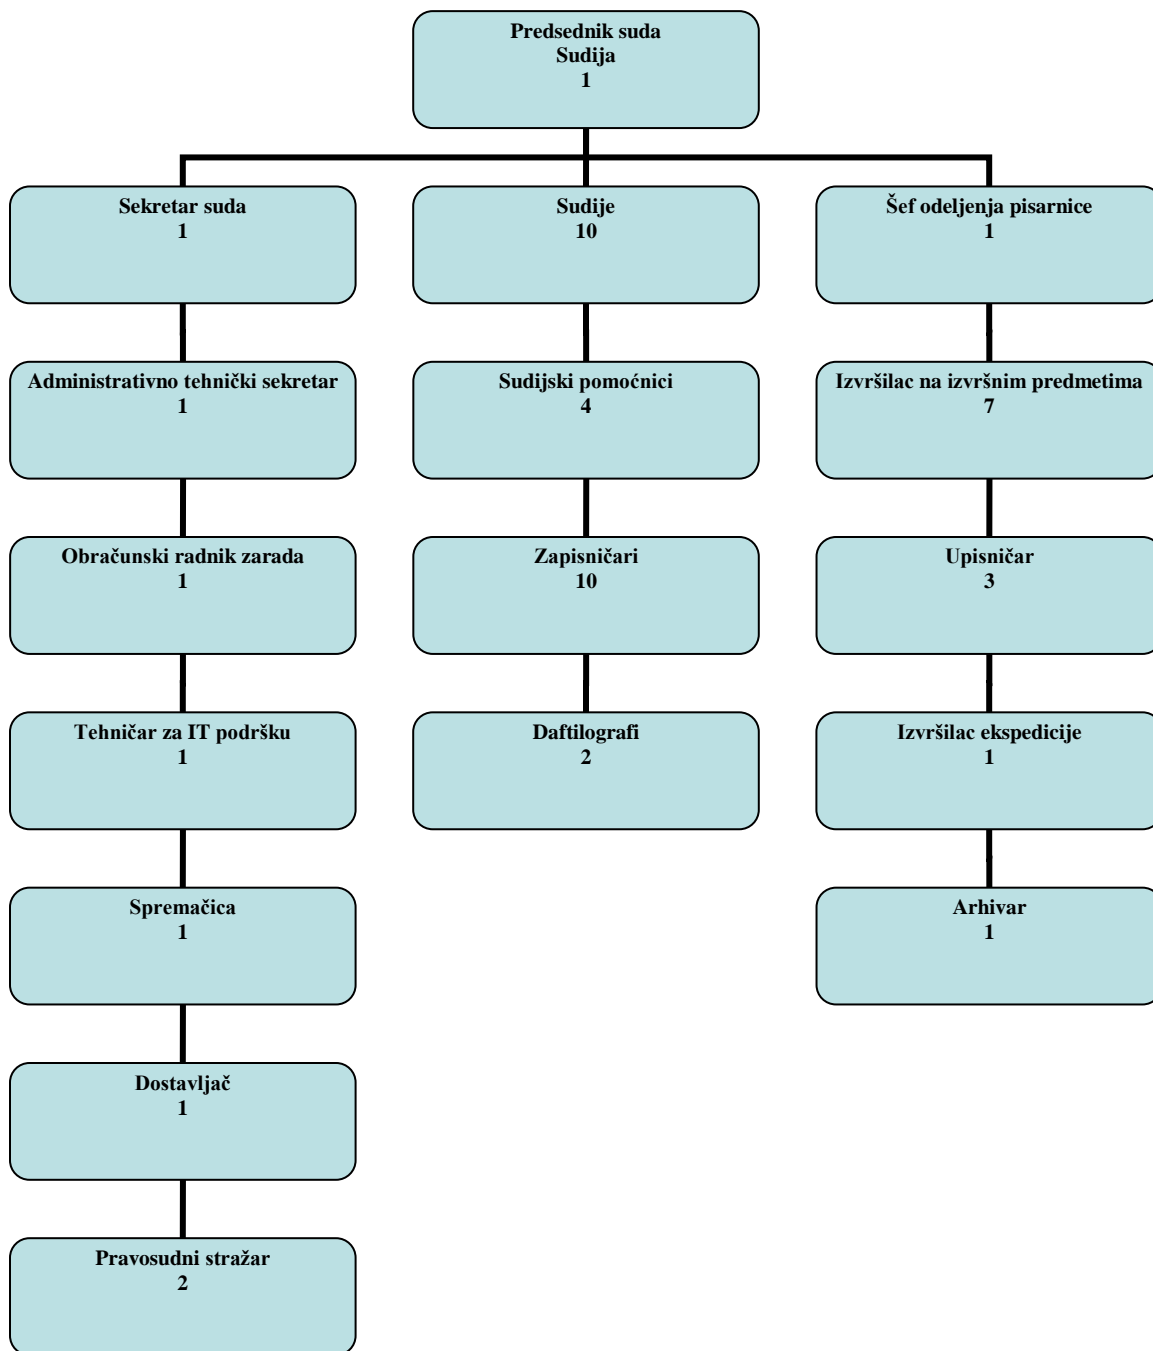 Predsednik suda
Sudija
1
Sekretar suda
1
Sudije
10
Šef odeljenja pisarnice
1
Administrativno tehnički sekretar
1
Sudijski pomoćnici
4
Izvršilac na izvršnim predmetima
7
Obračunski radnik zarada
1
Zapisničari
10
Upisničar
3
Tehničar za IT podršku
1
Daftilografi
2
Izvršilac ekspedicije
1
Spremačica
1
Arhivar
1
Dostavljač
1
Pravosudni stražar
2